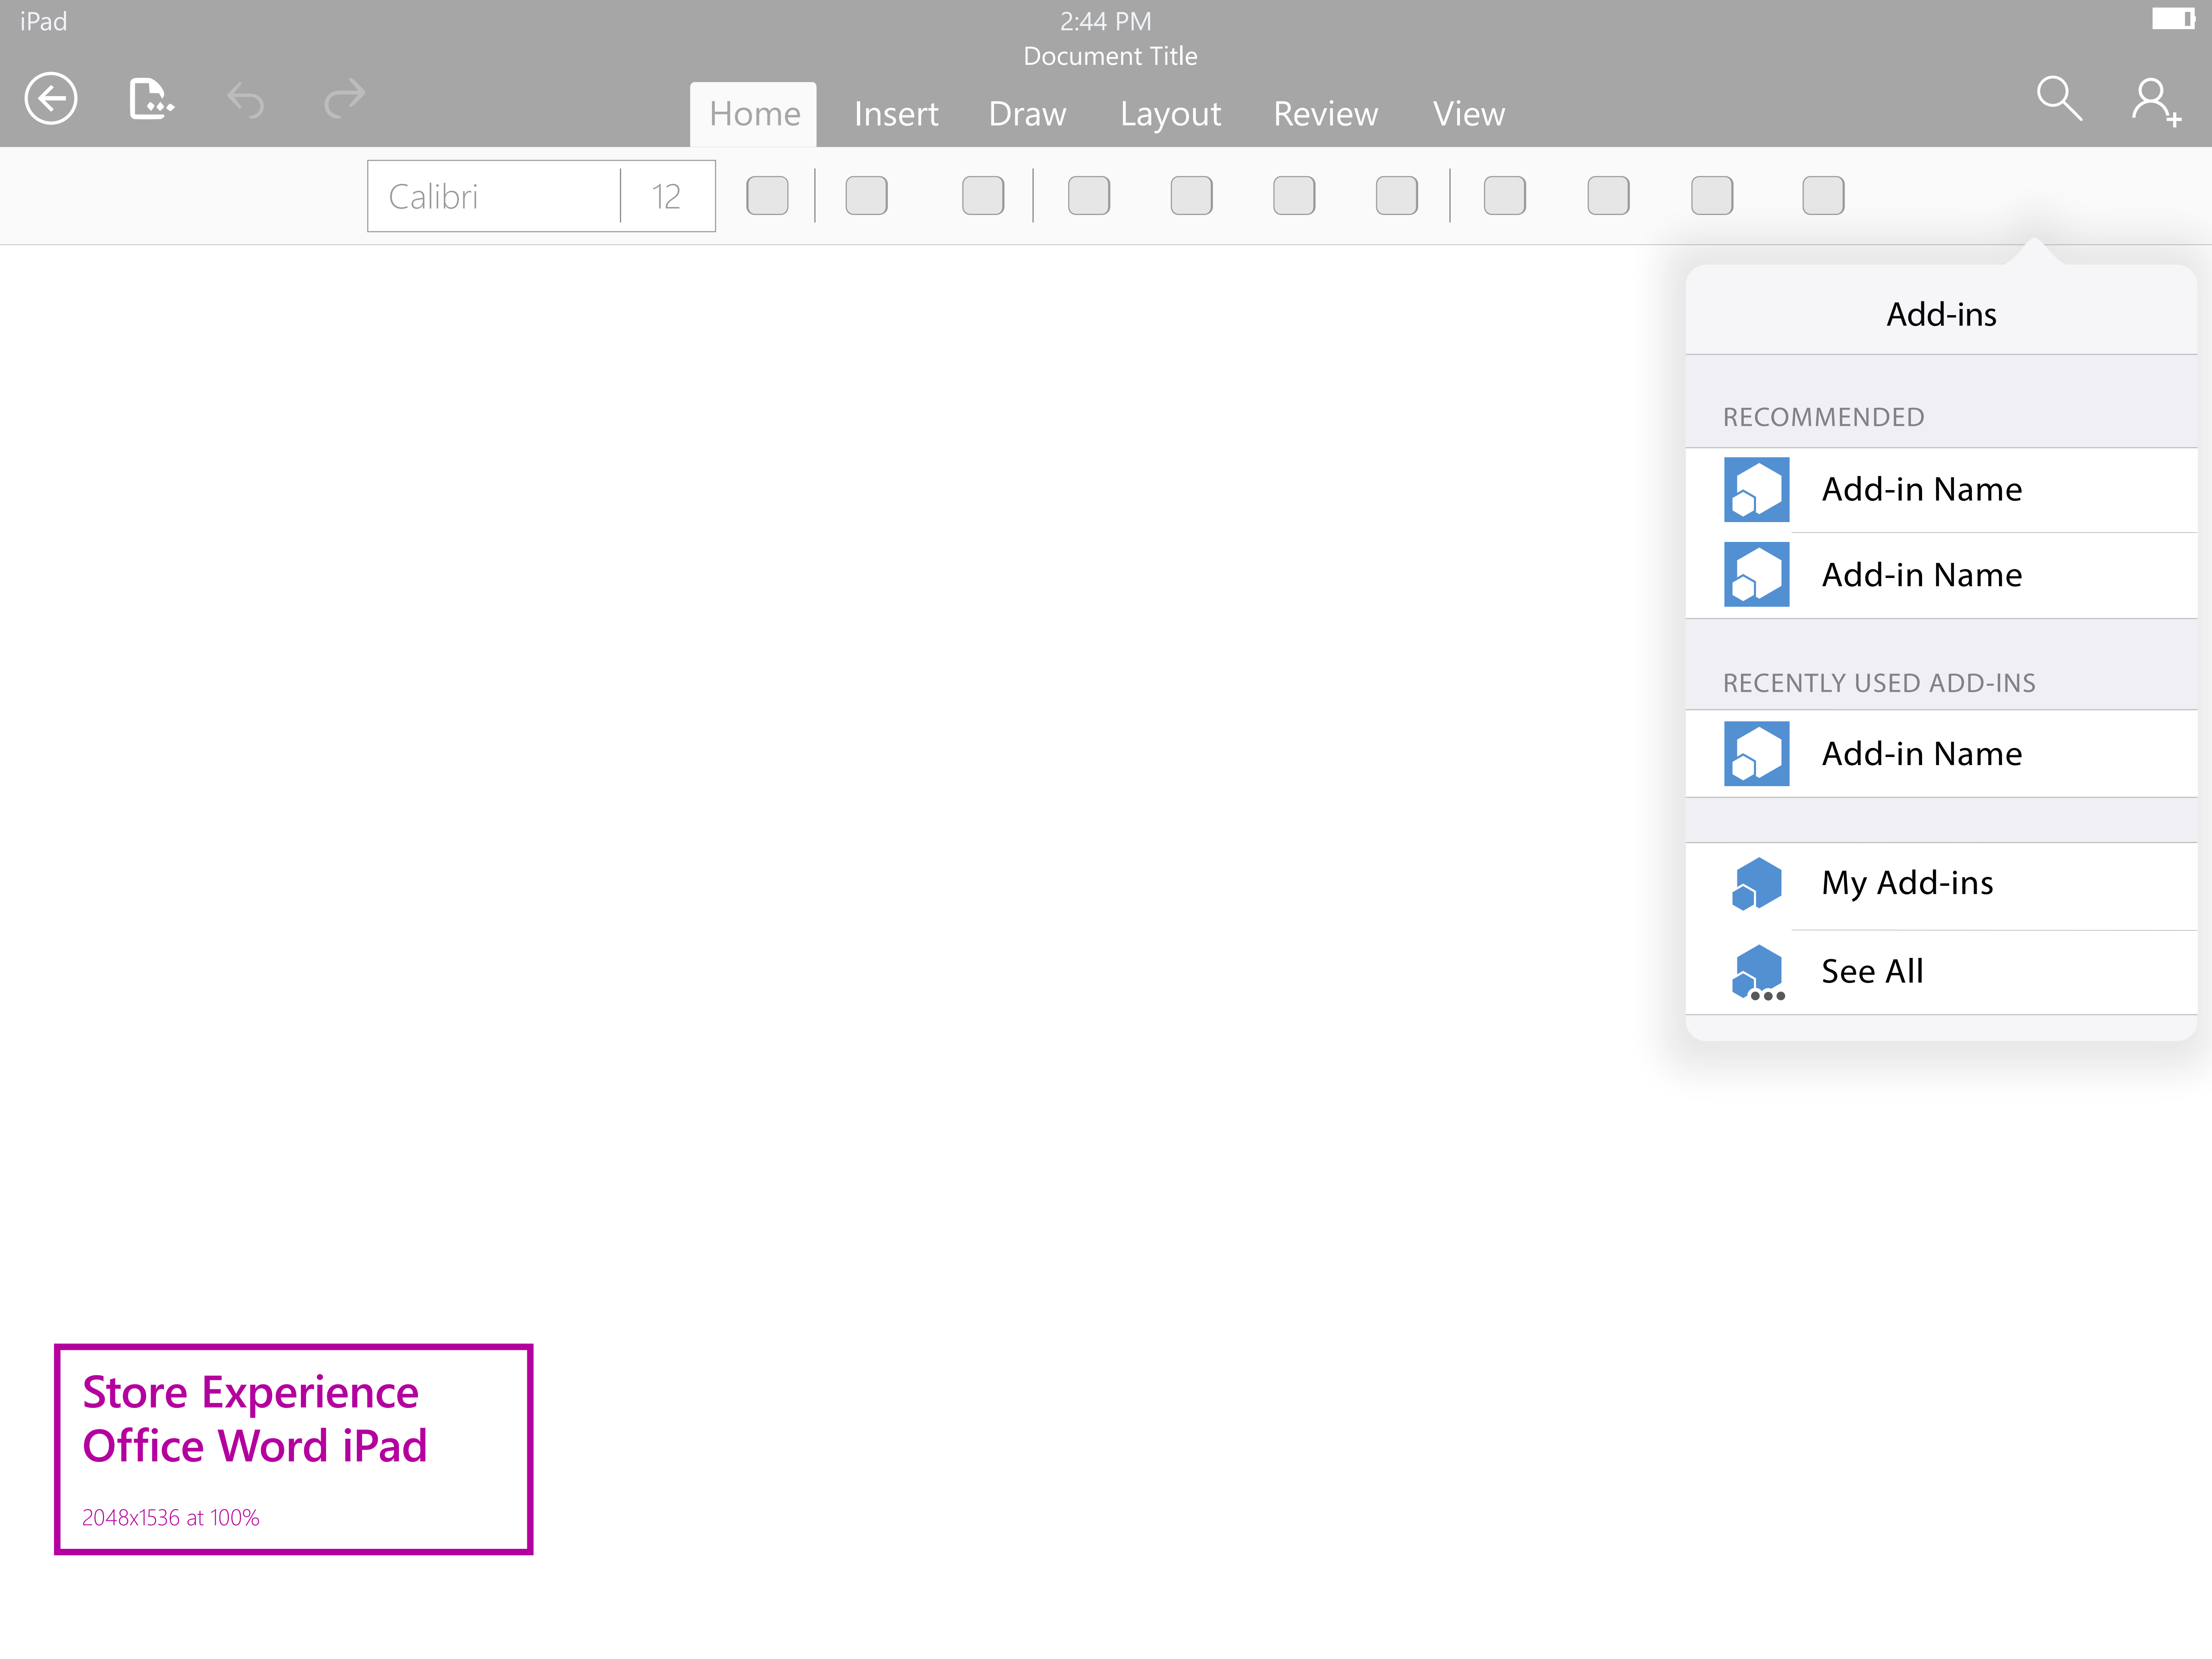 iPad
2:44 PM
Document Title
Home Insert Draw Layout Review View
Calibri 12
Add-ins
RECOMMENDED
Add-in Name
Add-in Name
RECENTLY USED ADD-INS
Add-in Name
My Add-ins
See All
Store Experience
Office Word iPad
2048x1536 at 100%